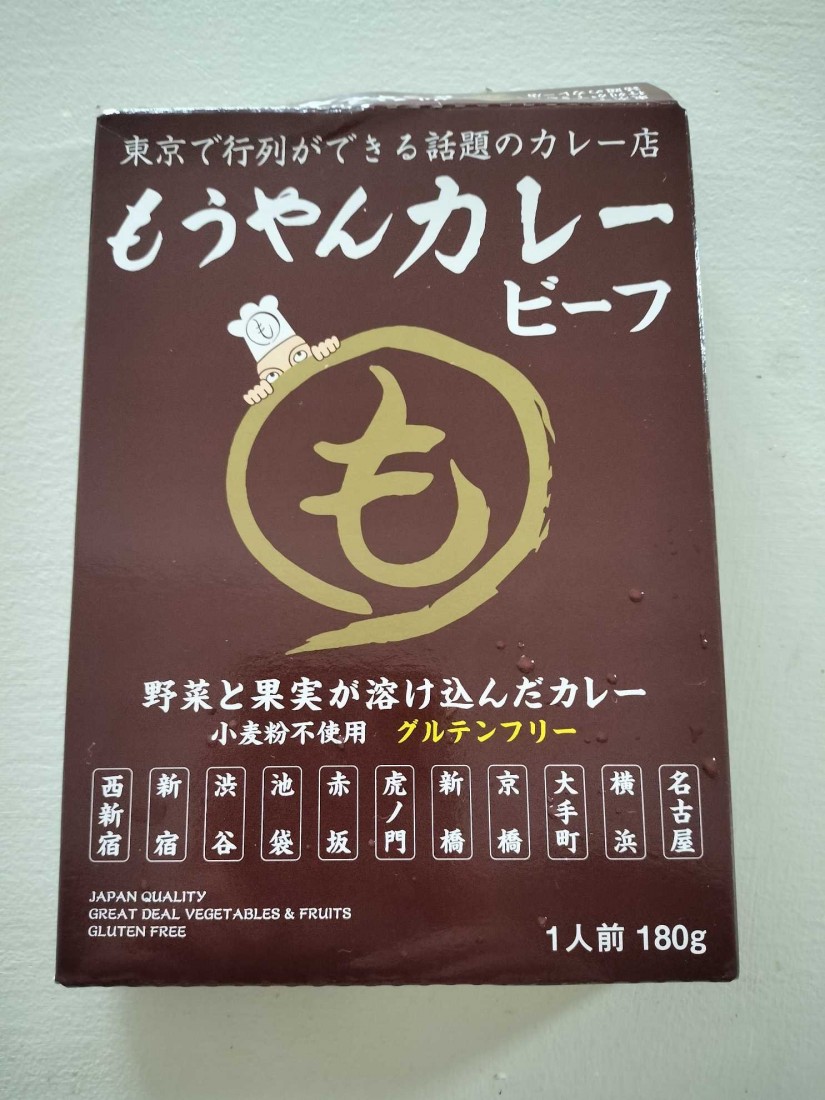 東京で行列ができる話題のカレー店
もうやんカレー
ビーフ
も
も
野菜と果実が溶け込んだカレー
小麦粉不使用 グルテンフリー
西新宿
新宿
渋谷
池袋
赤坂
虎ノ門
新橋
京橋
大手町
横浜
名古屋
JAPAN QUALITY
GREAT DEAL VEGETABLES & FRUITS
GLUTEN FREE
1人前 180g